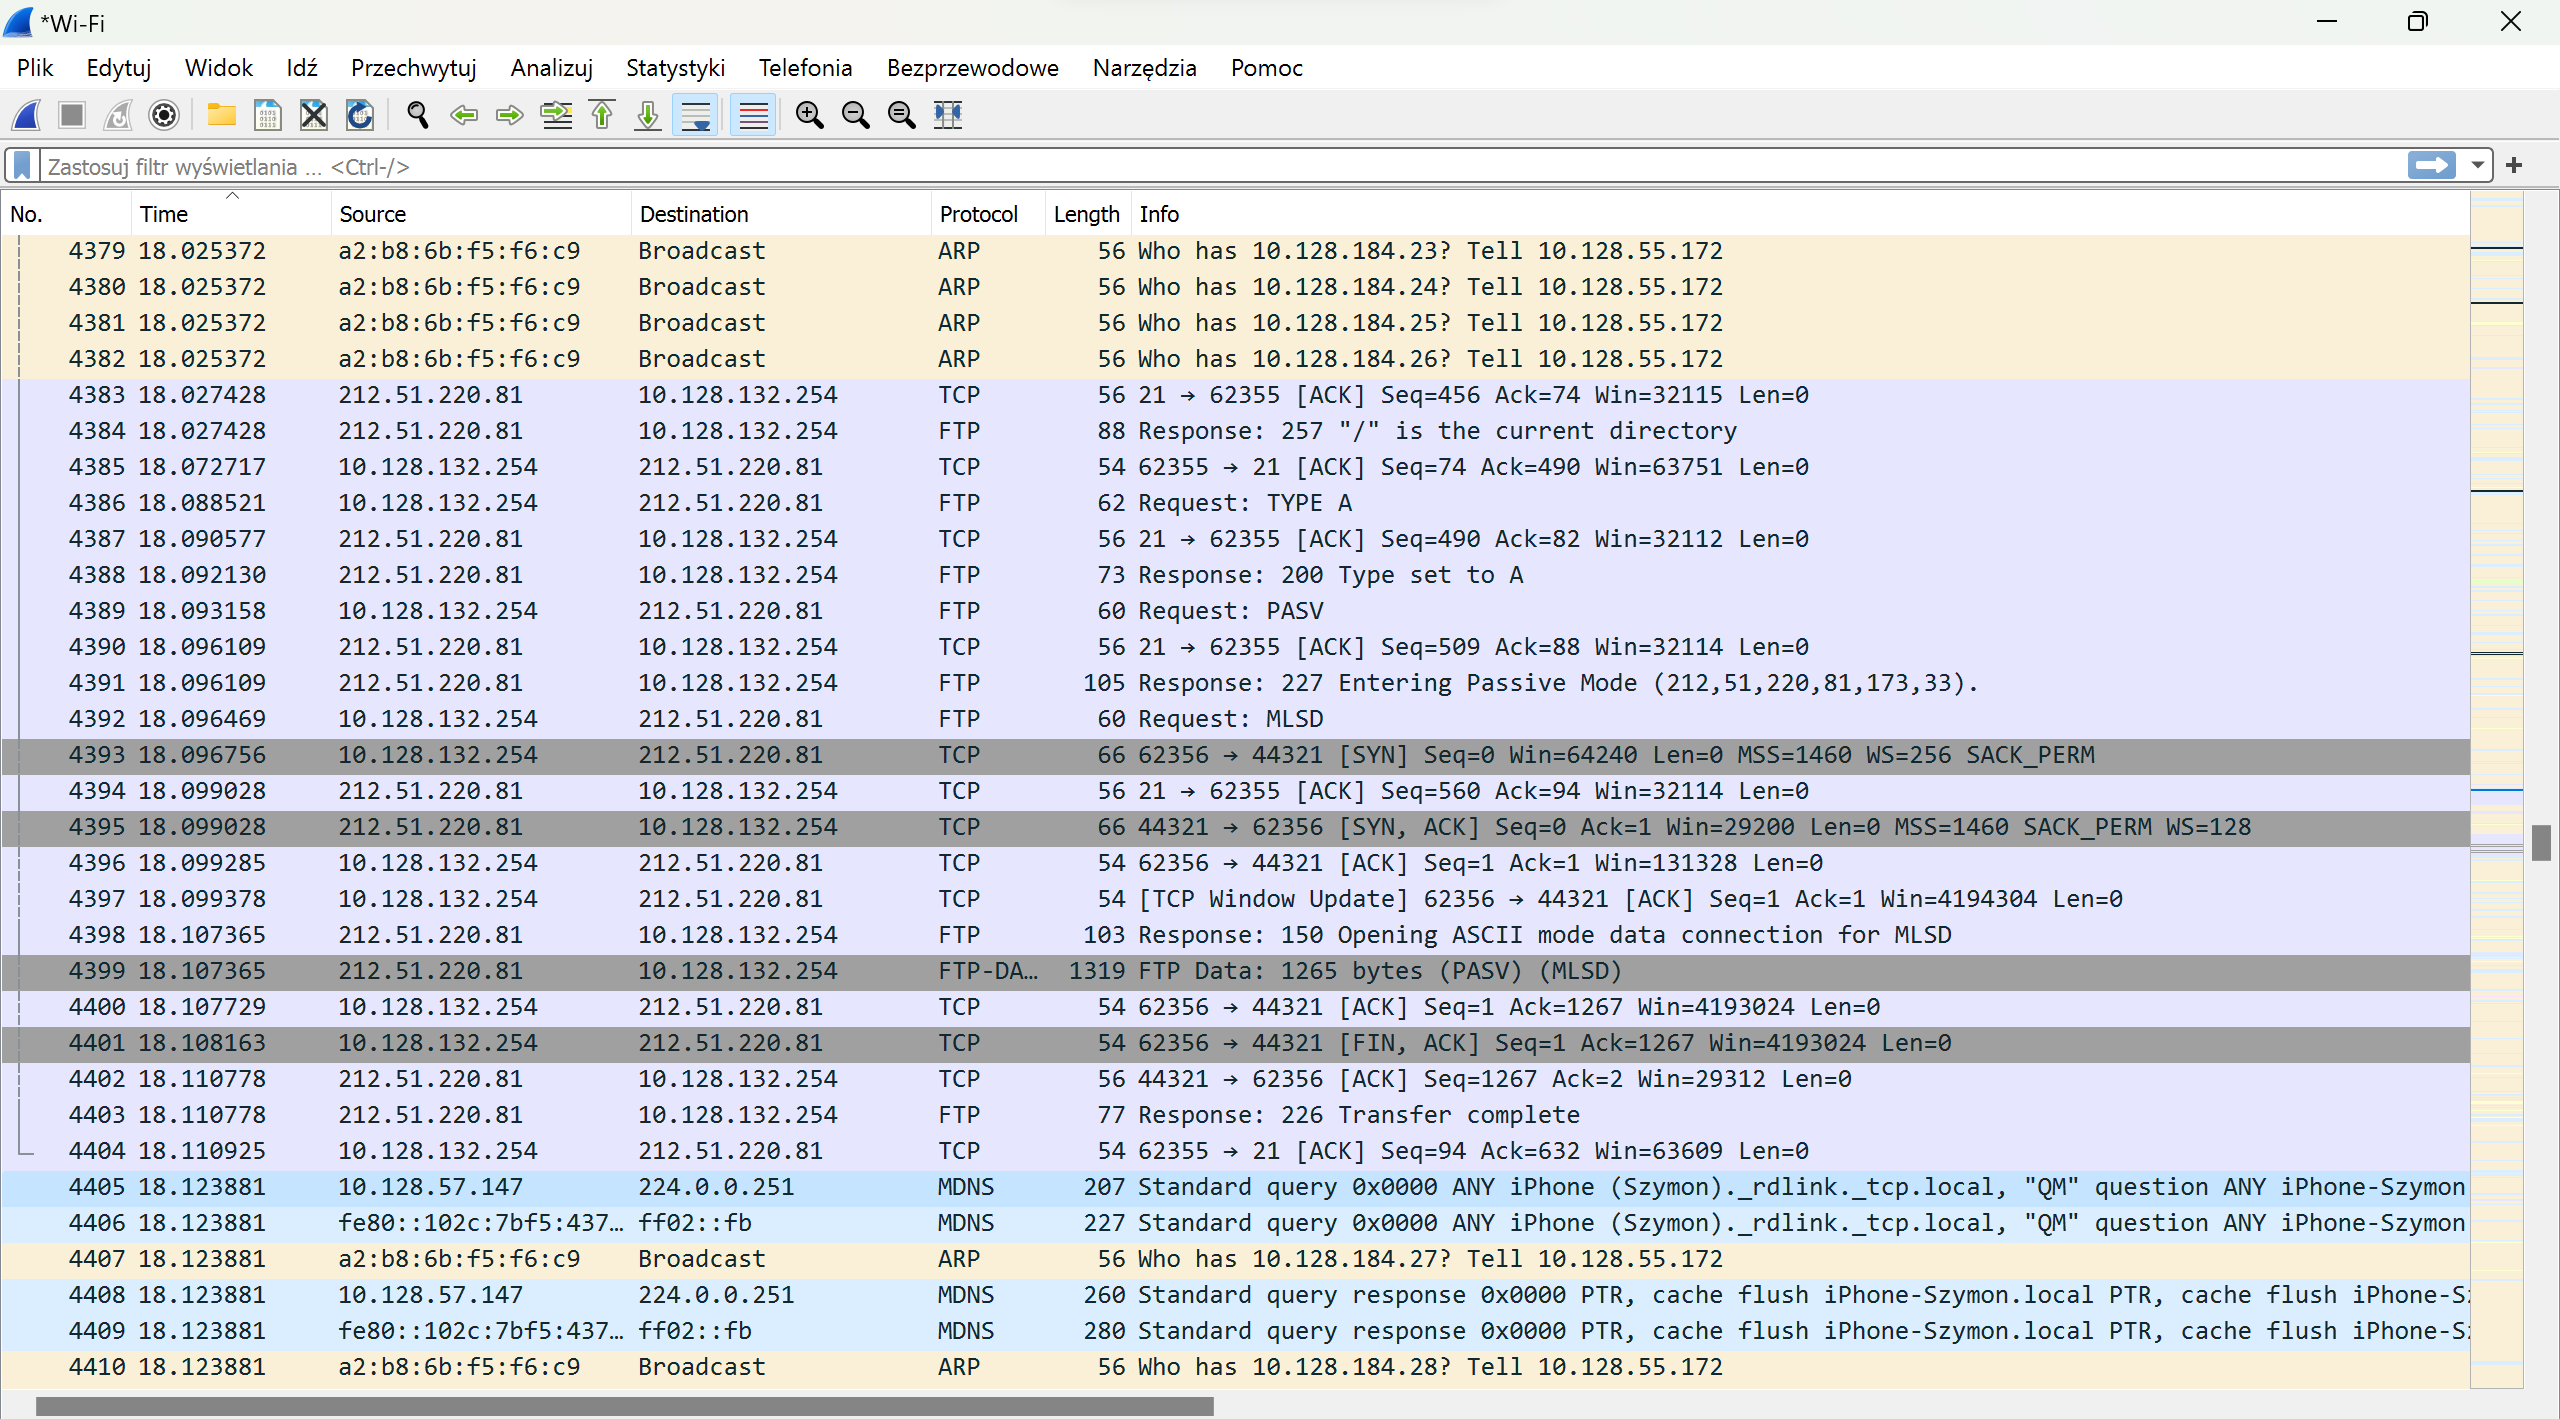 *Wi-Fi
Plik Edytuj Widok Idź Przechwytuj Analizuj Statystyki Telefonia Bezprzewodowe Narzędzia Pomoc
Zastosuj filtr wyświetlania ... <Ctrl-/>
No. Time Source Destination Protocol Length Info
4379 18.025372 a2:b8:6b:f5:f6:c9 Broadcast ARP 56 Who has 10.128.184.23? Tell 10.128.55.172
4380 18.025372 a2:b8:6b:f5:f6:c9 Broadcast ARP 56 Who has 10.128.184.24? Tell 10.128.55.172
4381 18.025372 a2:b8:6b:f5:f6:c9 Broadcast ARP 56 Who has 10.128.184.25? Tell 10.128.55.172
4382 18.025372 a2:b8:6b:f5:f6:c9 Broadcast ARP 56 Who has 10.128.184.26? Tell 10.128.55.172
4383 18.027428 212.51.220.81 10.128.132.254 TCP 56 21 → 62355 [ACK] Seq=456 Ack=74 Win=32115 Len=0
4384 18.027428 212.51.220.81 10.128.132.254 FTP 88 Response: 257 "/" is the current directory
4385 18.072717 10.128.132.254 212.51.220.81 TCP 54 62355 → 21 [ACK] Seq=74 Ack=490 Win=63751 Len=0
4386 18.088521 10.128.132.254 212.51.220.81 FTP 62 Request: TYPE A
4387 18.090577 212.51.220.81 10.128.132.254 TCP 56 21 → 62355 [ACK] Seq=490 Ack=82 Win=32112 Len=0
4388 18.092130 212.51.220.81 10.128.132.254 FTP 73 Response: 200 Type set to A
4389 18.093158 10.128.132.254 212.51.220.81 FTP 60 Request: PASV
4390 18.096109 212.51.220.81 10.128.132.254 TCP 56 21 → 62355 [ACK] Seq=509 Ack=88 Win=32114 Len=0
4391 18.096109 212.51.220.81 10.128.132.254 FTP 105 Response: 227 Entering Passive Mode (212,51,220,81,173,33).
4392 18.096469 10.128.132.254 212.51.220.81 FTP 60 Request: MLSD
4393 18.096756 10.128.132.254 212.51.220.81 TCP 66 62356 → 44321 [SYN] Seq=0 Win=64240 Len=0 MSS=1460 WS=256 SACK_PERM
4394 18.099028 212.51.220.81 10.128.132.254 TCP 56 21 → 62355 [ACK] Seq=560 Ack=94 Win=32114 Len=0
4395 18.099028 212.51.220.81 10.128.132.254 TCP 66 44321 → 62356 [SYN, ACK] Seq=0 Ack=1 Win=29200 Len=0 MSS=1460 SACK_PERM WS=128
4396 18.099285 10.128.132.254 212.51.220.81 TCP 54 62356 → 44321 [ACK] Seq=1 Ack=1 Win=131328 Len=0
4397 18.099378 10.128.132.254 212.51.220.81 TCP 54 [TCP Window Update] 62356 → 44321 [ACK] Seq=1 Ack=1 Win=4194304 Len=0
4398 18.107365 212.51.220.81 10.128.132.254 FTP 103 Response: 150 Opening ASCII mode data connection for MLSD
4399 18.107365 212.51.220.81 10.128.132.254 FTP-DA… 1319 FTP Data: 1265 bytes (PASV) (MLSD)
4400 18.107729 10.128.132.254 212.51.220.81 TCP 54 62356 → 44321 [ACK] Seq=1 Ack=1267 Win=4193024 Len=0
4401 18.108163 10.128.132.254 212.51.220.81 TCP 54 62356 → 44321 [FIN, ACK] Seq=1 Ack=1267 Win=4193024 Len=0
4402 18.110778 212.51.220.81 10.128.132.254 TCP 56 44321 → 62356 [ACK] Seq=1267 Ack=2 Win=29312 Len=0
4403 18.110778 212.51.220.81 10.128.132.254 FTP 77 Response: 226 Transfer complete
4404 18.110925 10.128.132.254 212.51.220.81 TCP 54 62355 → 21 [ACK] Seq=94 Ack=632 Win=63609 Len=0
4405 18.123881 10.128.57.147 224.0.0.251 MDNS 207 Standard query 0x0000 ANY iPhone (Szymon)._rdlink._tcp.local, "QM" question ANY iPhone-Szymon
4406 18.123881 fe80::102c:7bf5:437… ff02::fb MDNS 227 Standard query 0x0000 ANY iPhone (Szymon)._rdlink._tcp.local, "QM" question ANY iPhone-Szymon
4407 18.123881 a2:b8:6b:f5:f6:c9 Broadcast ARP 56 Who has 10.128.184.27? Tell 10.128.55.172
4408 18.123881 10.128.57.147 224.0.0.251 MDNS 260 Standard query response 0x0000 PTR, cache flush iPhone-Szymon.local PTR, cache flush iPhone-S
4409 18.123881 fe80::102c:7bf5:437… ff02::fb MDNS 280 Standard query response 0x0000 PTR, cache flush iPhone-Szymon.local PTR, cache flush iPhone-S
4410 18.123881 a2:b8:6b:f5:f6:c9 Broadcast ARP 56 Who has 10.128.184.28? Tell 10.128.55.172